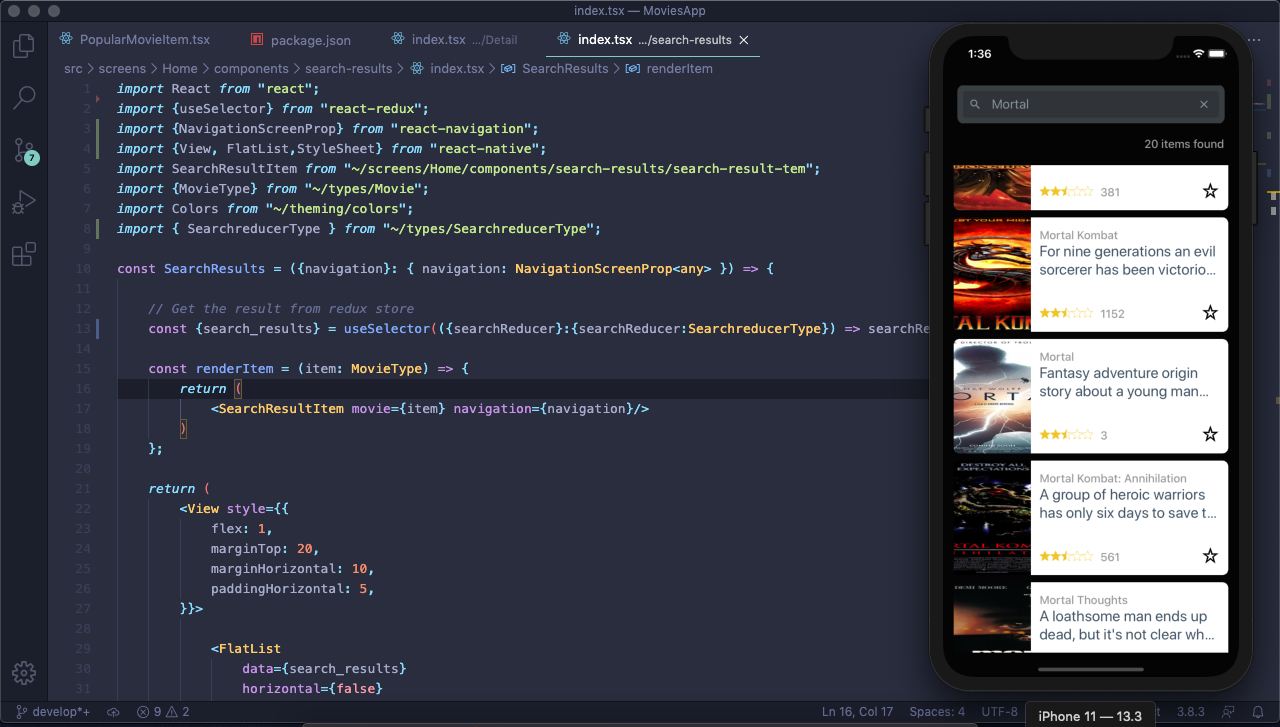 index.tsx — MoviesApp
PopularMovieItem.tsx package.json index.tsx .../Detail index.tsx .../search-results
src > screens > Home > components > search-results > index.tsx > SearchResults > renderItem
1 import React from "react";
2 import {useSelector} from "react-redux";
3 import {NavigationScreenProp} from "react-navigation";
4 import {View, FlatList,StyleSheet} from "react-native";
5 import SearchResultItem from "~/screens/Home/components/search-results/search-result-tem";
6 import {MovieType} from "~/types/Movie";
7 import Colors from "~/theming/colors";
8 import { SearchreducerType } from "~/types/SearchreducerType";
9
10 const SearchResults = ({navigation}: { navigation: NavigationScreenProp<any> }) => {
11
12 // Get the result from redux store
13 const {search_results} = useSelector(({searchReducer}:{searchReducer:SearchreducerType}) => searchRe
14
15 const renderItem = (item: MovieType) => {
16 return (
17 <SearchResultItem movie={item} navigation={navigation}/>
18 )
19 };
20
21 return (
22 <View style={{
23 flex: 1,
24 marginTop: 20,
25 marginHorizontal: 10,
26 paddingHorizontal: 5,
27 }}>
28
29 <FlatList
30 data={search_results}
31 horizontal={false}
7
develop*+ 9 2
Ln 16, Col 17 Spaces: 4 UTF-8 3.8.3
1:36
Mortal
20 items found
381
Mortal Kombat
For nine generations an evil
sorcerer has been victorio...
1152
Mortal
Fantasy adventure origin
story about a young man...
3
DESTROY ALL
EXPECTATIONS
Mortal Kombat: Annihilation
A group of heroic warriors
has only six days to save t...
561
DEMI MOORE
Mortal Thoughts
A loathsome man ends up
dead, but it's not clear wh...
iPhone 11 — 13.3